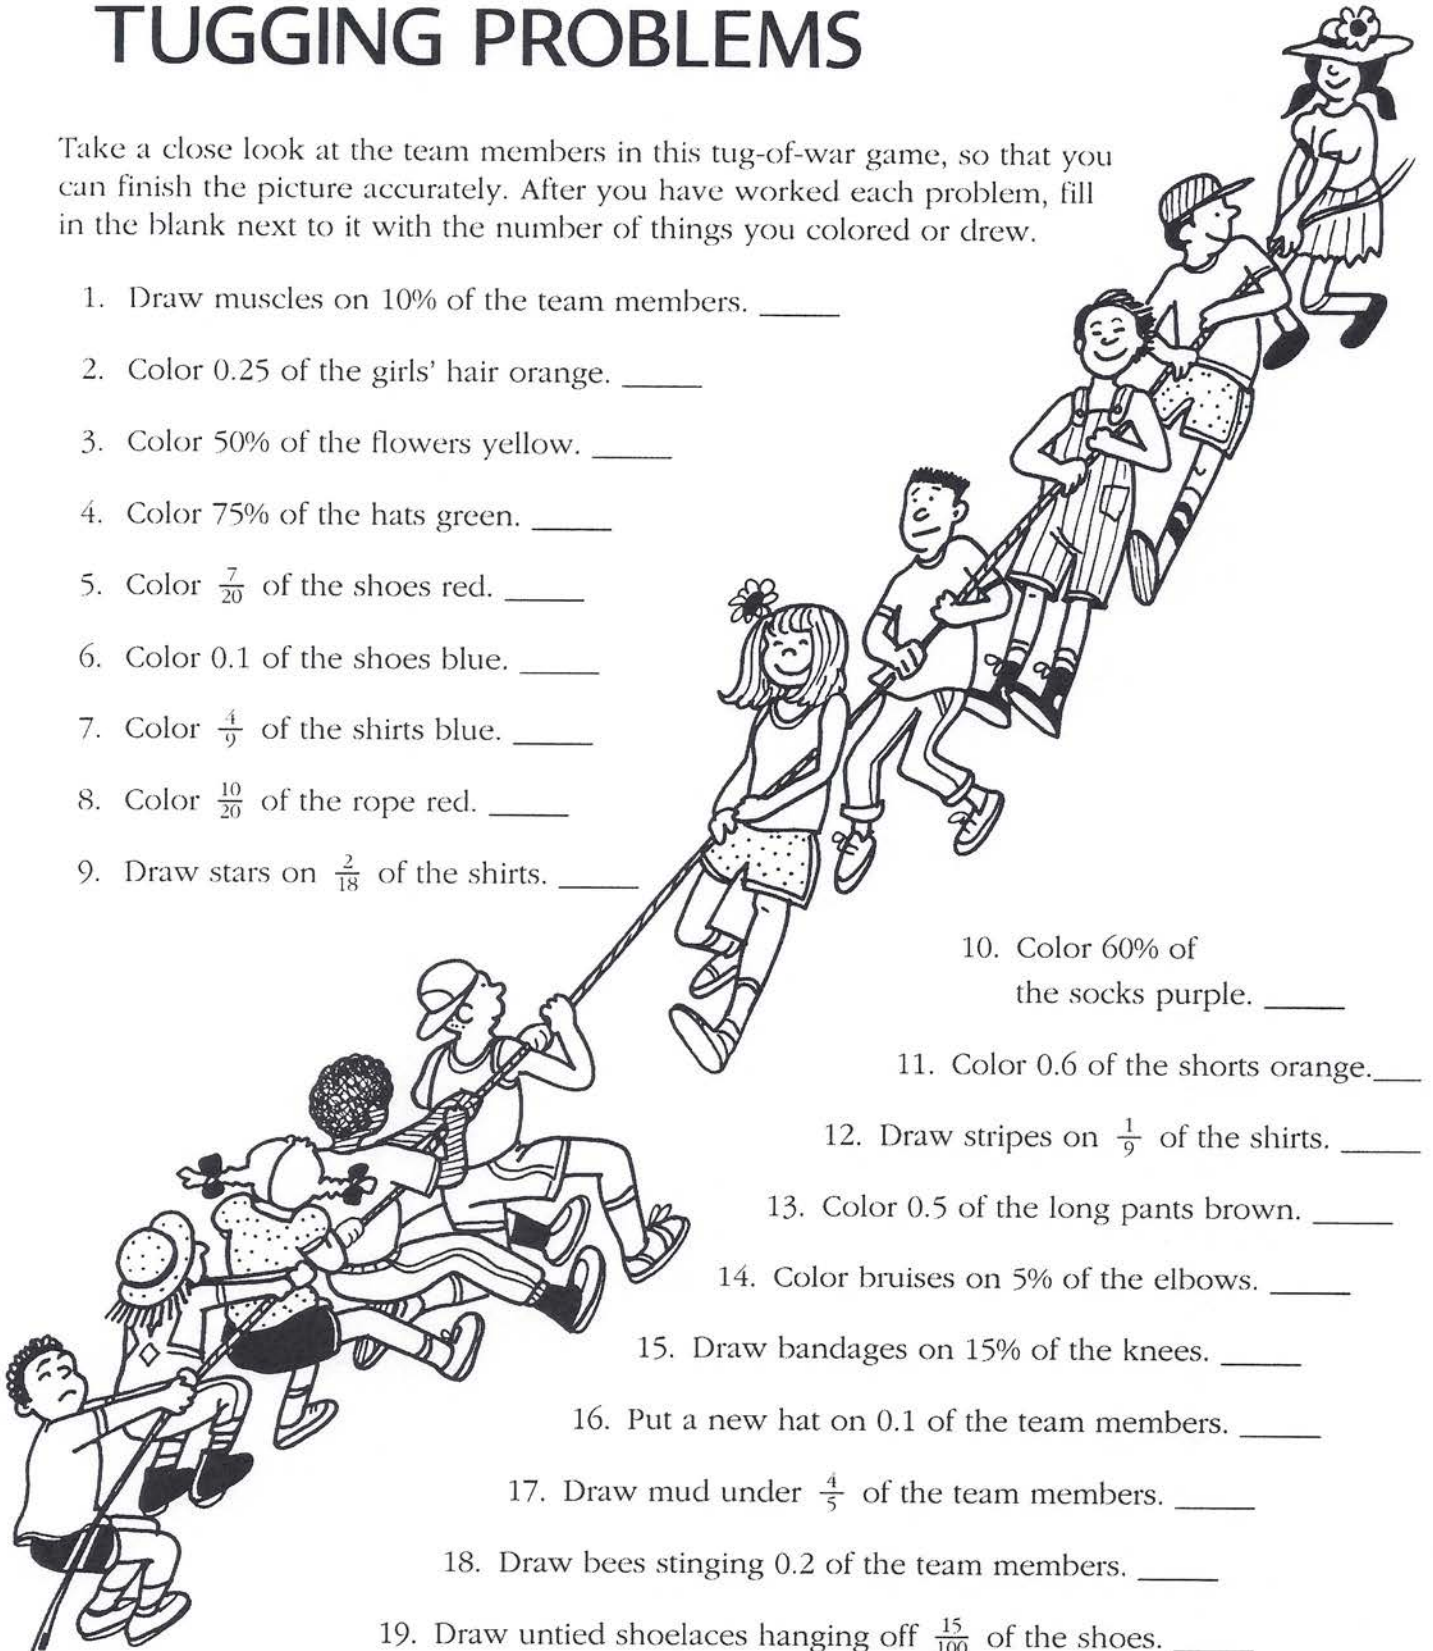 TUGGING PROBLEMS
Take a close look at the team members in this tug-of-war game, so that you
can finish the picture accurately. After you have worked each problem, fill
in the blank next to it with the number of things you colored or drew.
1. Draw muscles on 10% of the team members. _____
2. Color 0.25 of the girls' hair orange. _____
3. Color 50% of the flowers yellow. _____
4. Color 75% of the hats green. _____
5. Color 7/20 of the shoes red. _____
6. Color 0.1 of the shoes blue. _____
7. Color 4/9 of the shirts blue. _____
8. Color 10/20 of the rope red. _____
9. Draw stars on 2/18 of the shirts. _____
10. Color 60% of
the socks purple. _____
11. Color 0.6 of the shorts orange. ___
12. Draw stripes on 1/9 of the shirts. _____
13. Color 0.5 of the long pants brown. _____
14. Color bruises on 5% of the elbows. _____
15. Draw bandages on 15% of the knees. _____
16. Put a new hat on 0.1 of the team members. _____
17. Draw mud under 4/5 of the team members. _____
18. Draw bees stinging 0.2 of the team members. _____
19. Draw untied shoelaces hanging off 15/100 of the shoes. _____